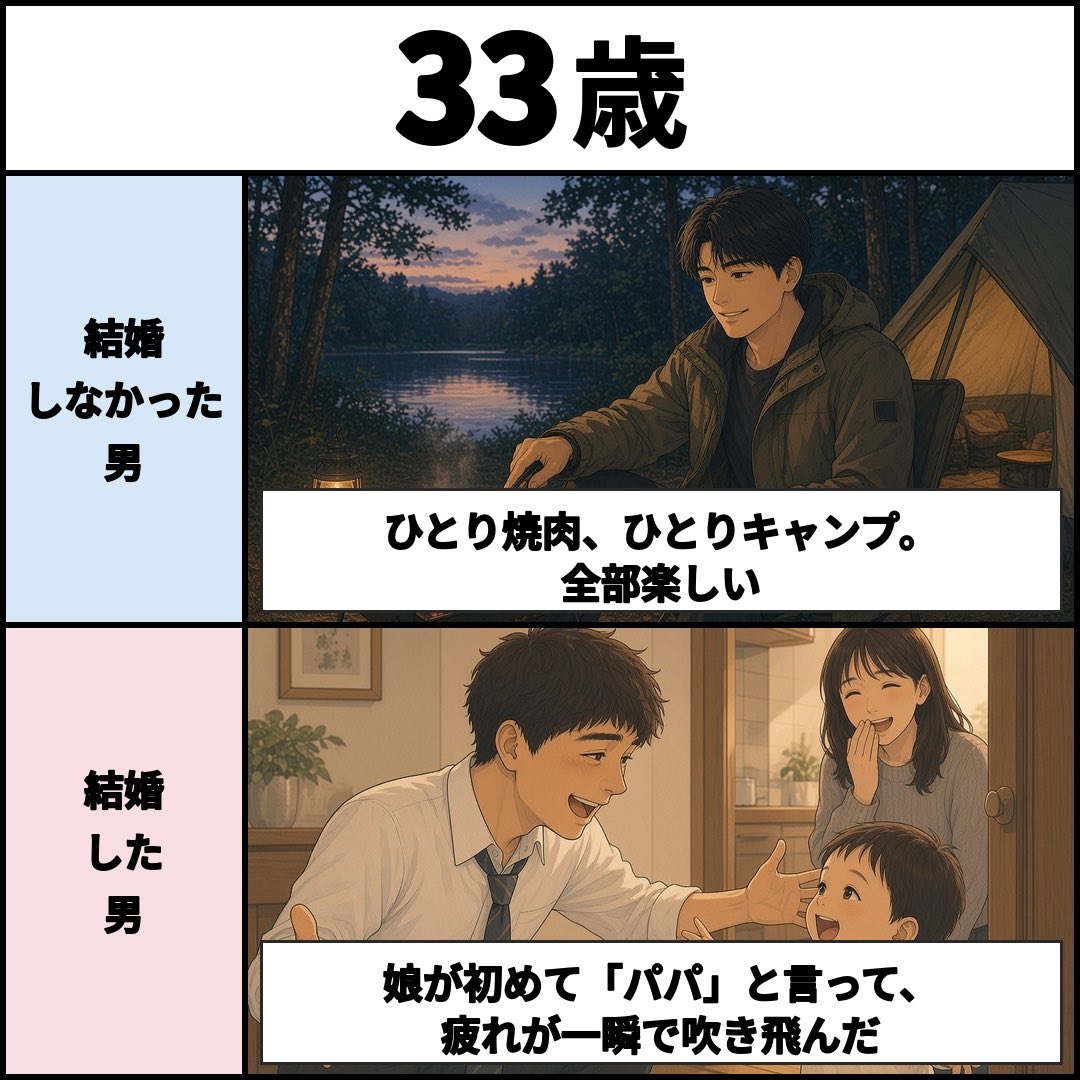 33歳
結婚
しなかった
男
ひとり焼肉、ひとりキャンプ。
全部楽しい
結婚
した
男
娘が初めて「パパ」と言って、
疲れが一瞬で吹き飛んだ